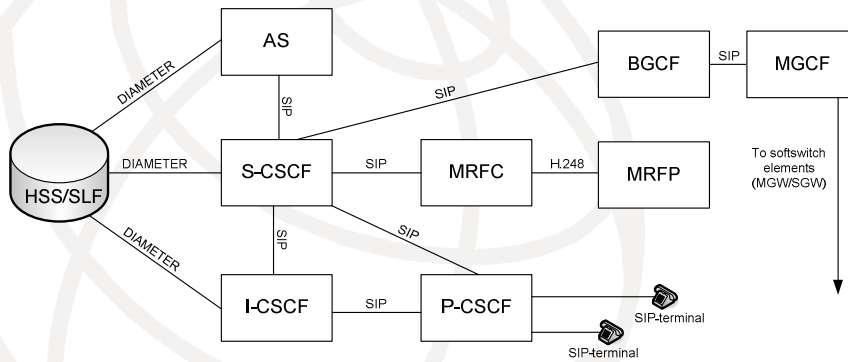 AS
BGCF
SIP
MGCF
DIAMETER
SIP
SIP
HSS/SLF
DIAMETER
S-CSCF
SIP
MRFC
H.248
MRFP
To softswitch
elements
(MGW/SGW)
DIAMETER
SIP
SIP
I-CSCF
SIP
P-CSCF
SIP-terminal
SIP-terminal